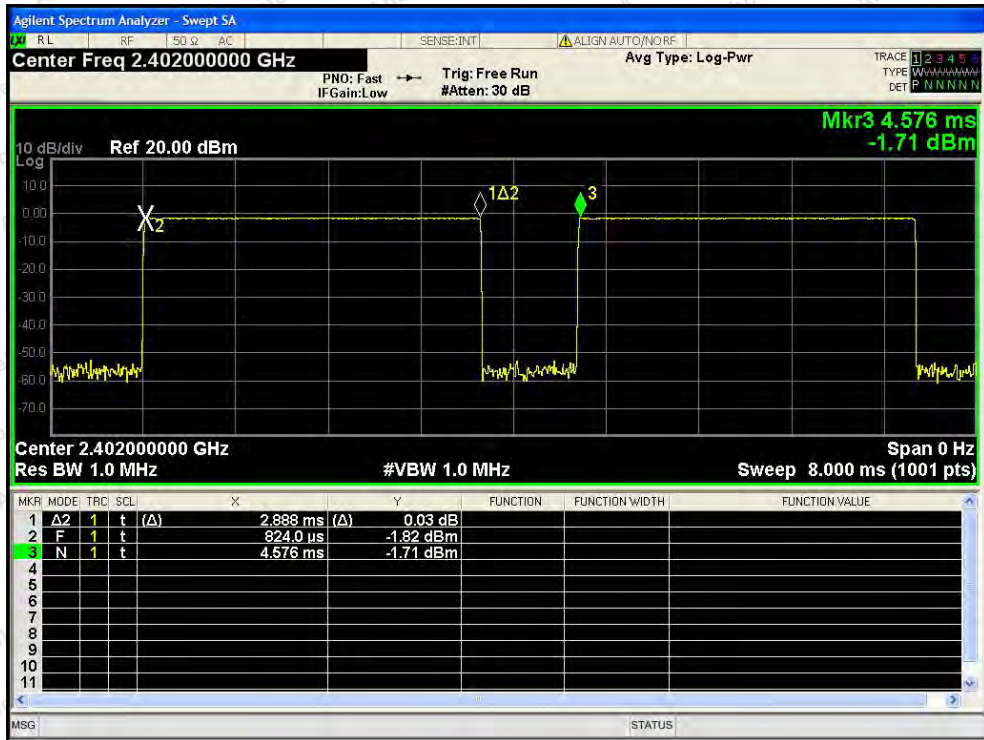 Agilent Spectrum Analyzer - Swept SA
LXI RL RF 50 Ω AC SENSE:INT ALIGN AUTO/NO RF
Center Freq 2.402000000 GHz
Avg Type: Log-Pwr
TRACE 1 2 3 4 5 6
PNO: Fast Trig: Free Run
TYPE W
IFGain:Low #Atten: 30 dB
DET P N N N N N
Mkr3 4.576 ms
-1.71 dBm
10 dB/div Ref 20.00 dBm
Log
10.0
0.00
-10.0
-20.0
-30.0
-40.0
-50.0
-60.0
-70.0
X2
1Δ2
3
Center 2.402000000 GHz Span 0 Hz
Res BW 1.0 MHz #VBW 1.0 MHz Sweep 8.000 ms (1001 pts)
MKR MODE TRC SCL X Y FUNCTION FUNCTION WIDTH FUNCTION VALUE
1 Δ2 1 t (Δ) 2.888 ms (Δ) 0.03 dB
2 F 1 t 824.0 µs -1.82 dBm
3 N 1 t 4.576 ms -1.71 dBm
4
5
6
7
8
9
10
11
MSG STATUS